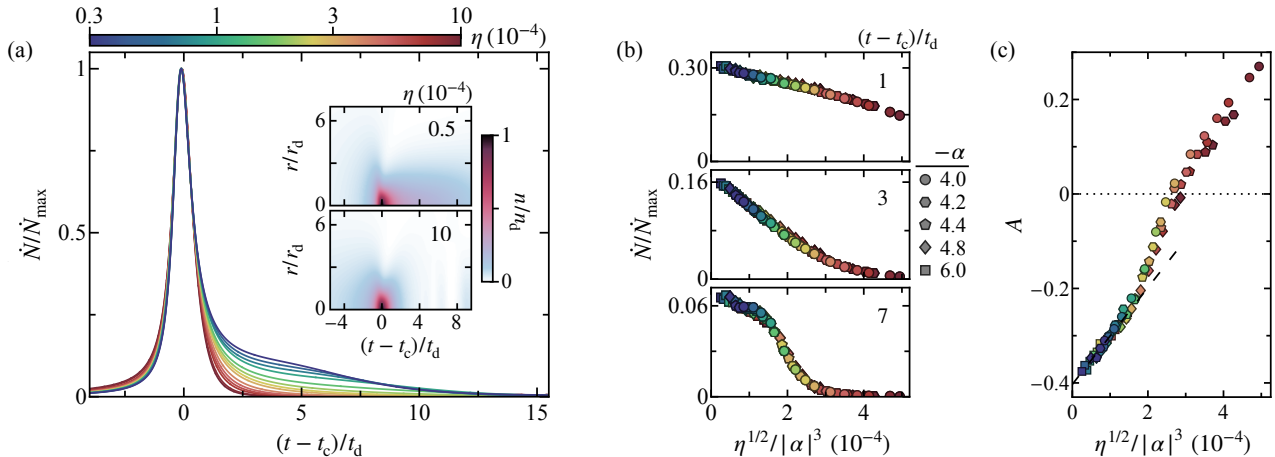 0.3 1 3 10
η (10⁻⁴)
(a)
1
0.5
0
Ṅ/Ṅmax
0 5 10 15
(t − tc)/td
η (10⁻⁴)
0.5
6
0
r/rd
10
6
0
r/rd
−4 0 4 8
(t − tc)/td
1
0
n/nd
(b)
(t − tc)/td
0.30
0
1
0.16
0
3
0.06
0
7
Ṅ/Ṅmax
0 2 4
η^1/2/|α|^3 (10⁻⁴)
−α
4.0
4.2
4.4
4.8
6.0
(c)
0.2
0
−0.2
−0.4
A
0 2 4
η^1/2/|α|^3 (10⁻⁴)